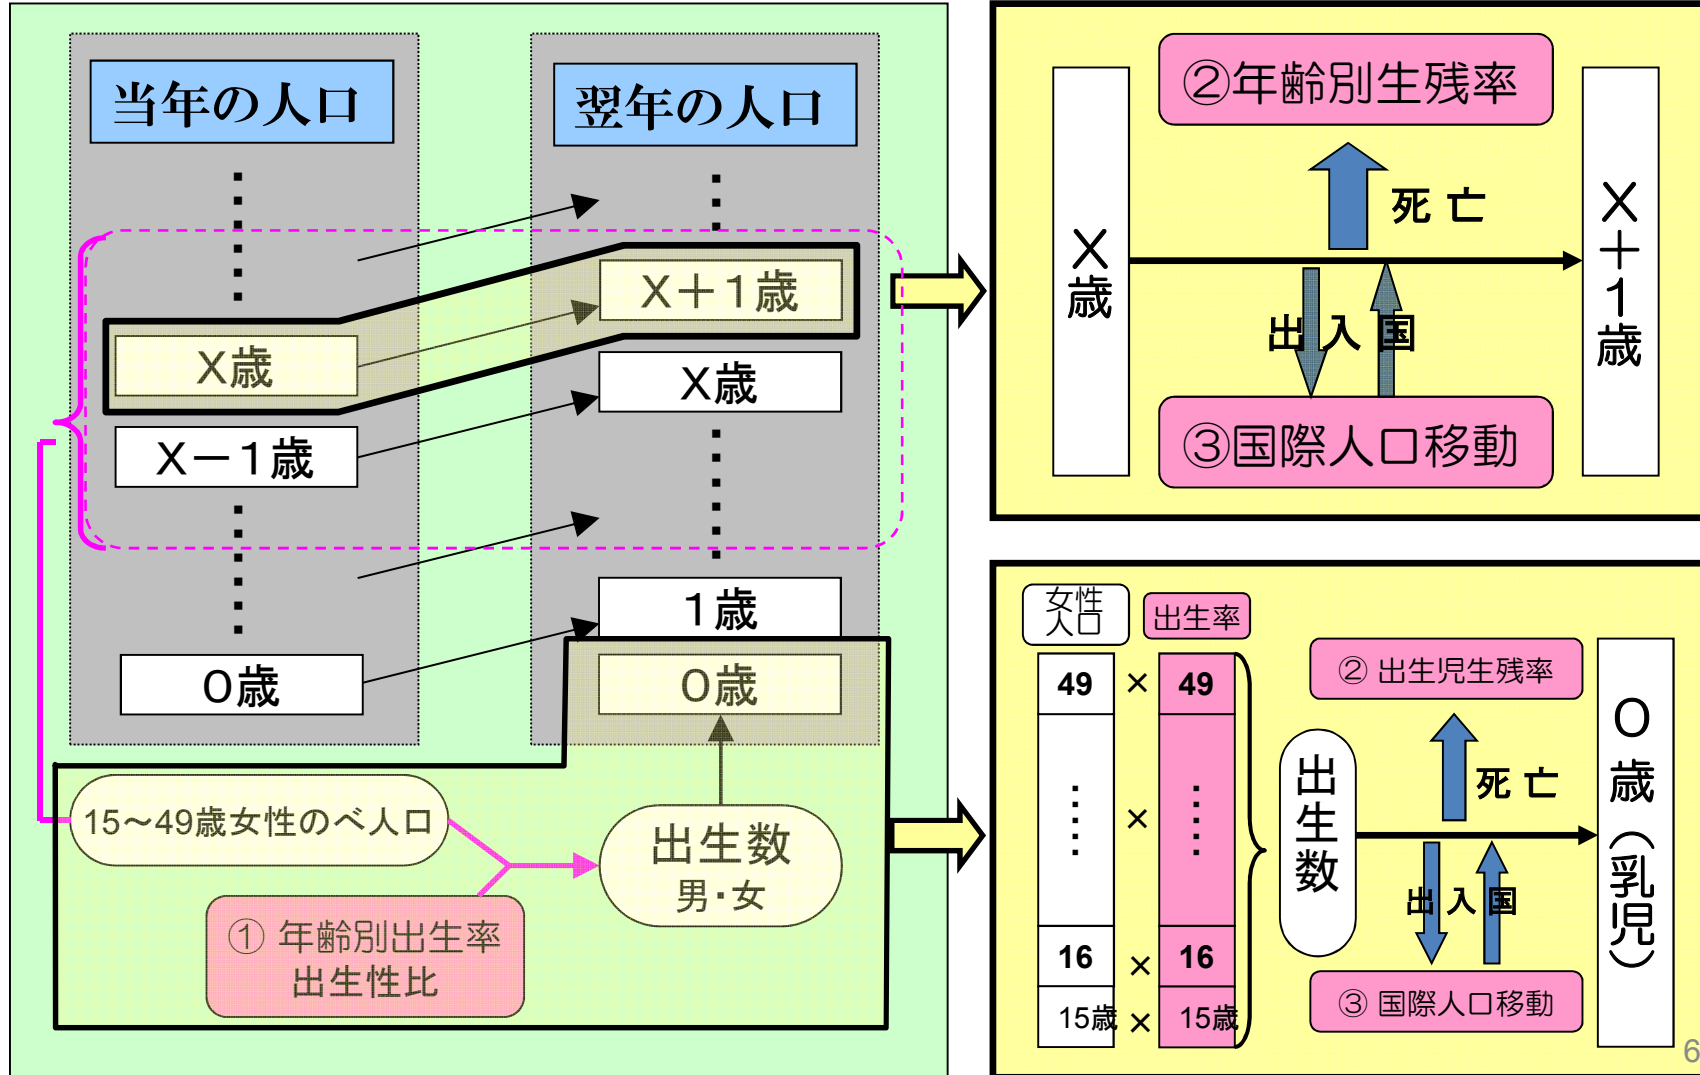 当年の人口
翌年の人口
X歳
X－1歳
0歳
X＋1歳
X歳
1歳
0歳
15～49歳女性のべ人口
① 年齢別出生率
出生性比
出生数
男・女
②年齢別生残率
死 亡
X歳
X＋1歳
出 入 国
③国際人口移動
女性
人口
出生率
49 × 49
×
16 × 16
15歳 × 15歳
出生数
② 出生児生残率
死 亡
出 入 国
③ 国際人口移動
0歳（乳児）
6